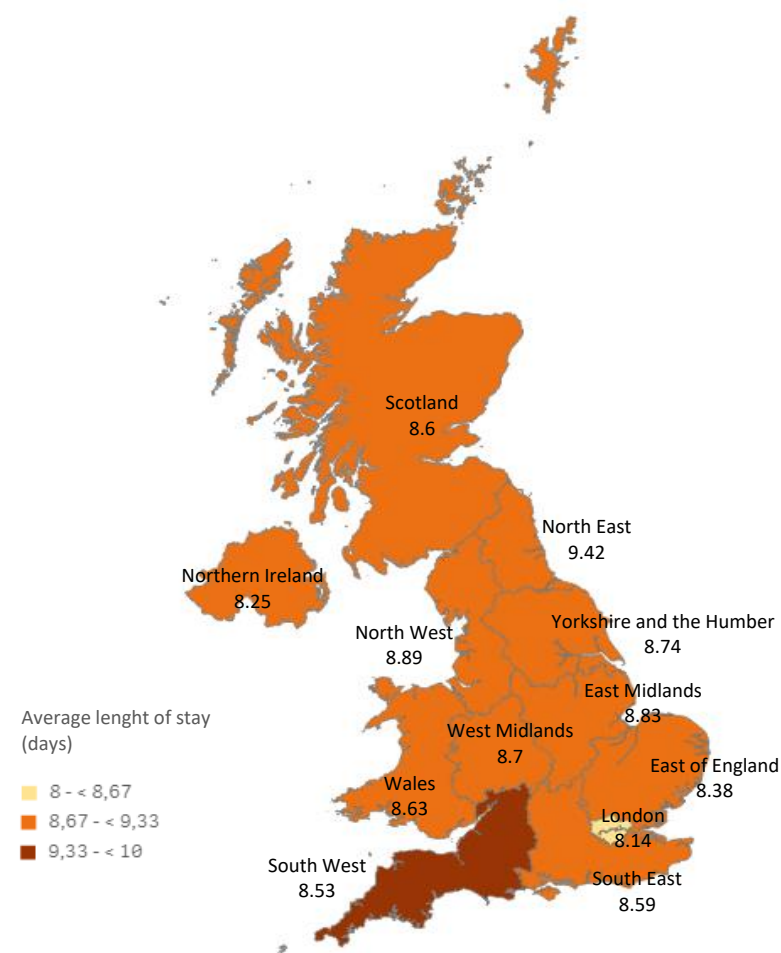 Scotland
8.6
North East
9.42
Northern Ireland
8.25
Yorkshire and the Humber
8.74
North West
8.89
East Midlands
8.83
West Midlands
8.7
East of England
8.38
Wales
8.63
London
8.14
South West
8.53
South East
8.59
Average lenght of stay
(days)
8 - < 8,67
8,67 - < 9,33
9,33 - < 10